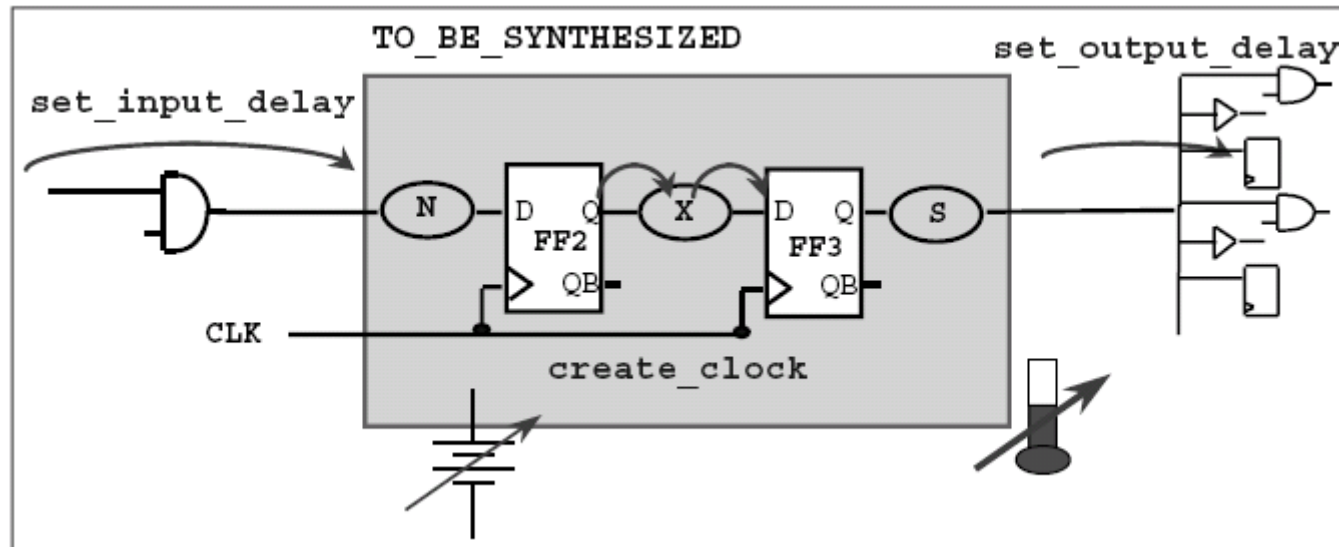 TO_BE_SYNTHESIZED
set_output_delay
set_input_delay
N
D
Q
FF2
QB
X
D
Q
FF3
QB
S
CLK
create_clock